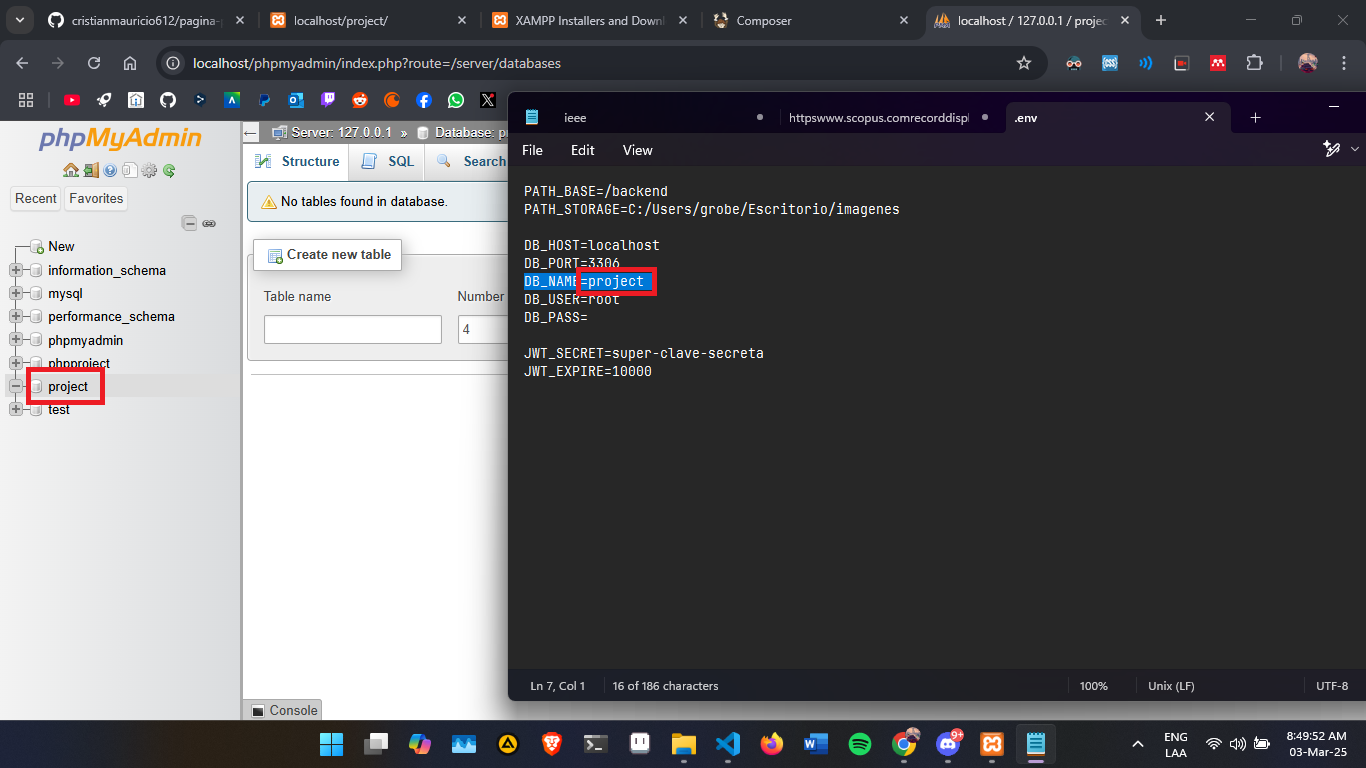 cristianmauricio612/pagina-
localhost/project/
XAMPP Installers and Downl
Composer
localhost / 127.0.0.1 / projec
localhost/phpmyadmin/index.php?route=/server/databases
phpMyAdmin
Recent
Favorites
New
information_schema
mysql
performance_schema
phpmyadmin
phpproject
project
test
Server: 127.0.0.1 » Database: pr
Structure
SQL
Search
No tables found in database.
Create new table
Table name
Number
4
Console
ieee
httpswww.scopus.comrecorddispl
.env
File
Edit
View
PATH_BASE=/backend
PATH_STORAGE=C:/Users/grobe/Escritorio/imagenes
DB_HOST=localhost
DB_PORT=3306
DB_NAME=project
DB_USER=root
DB_PASS=
JWT_SECRET=super-clave-secreta
JWT_EXPIRE=10000
Ln 7, Col 1
16 of 186 characters
100%
Unix (LF)
UTF-8
9+
ENG
LAA
8:49:52 AM
03-Mar-25